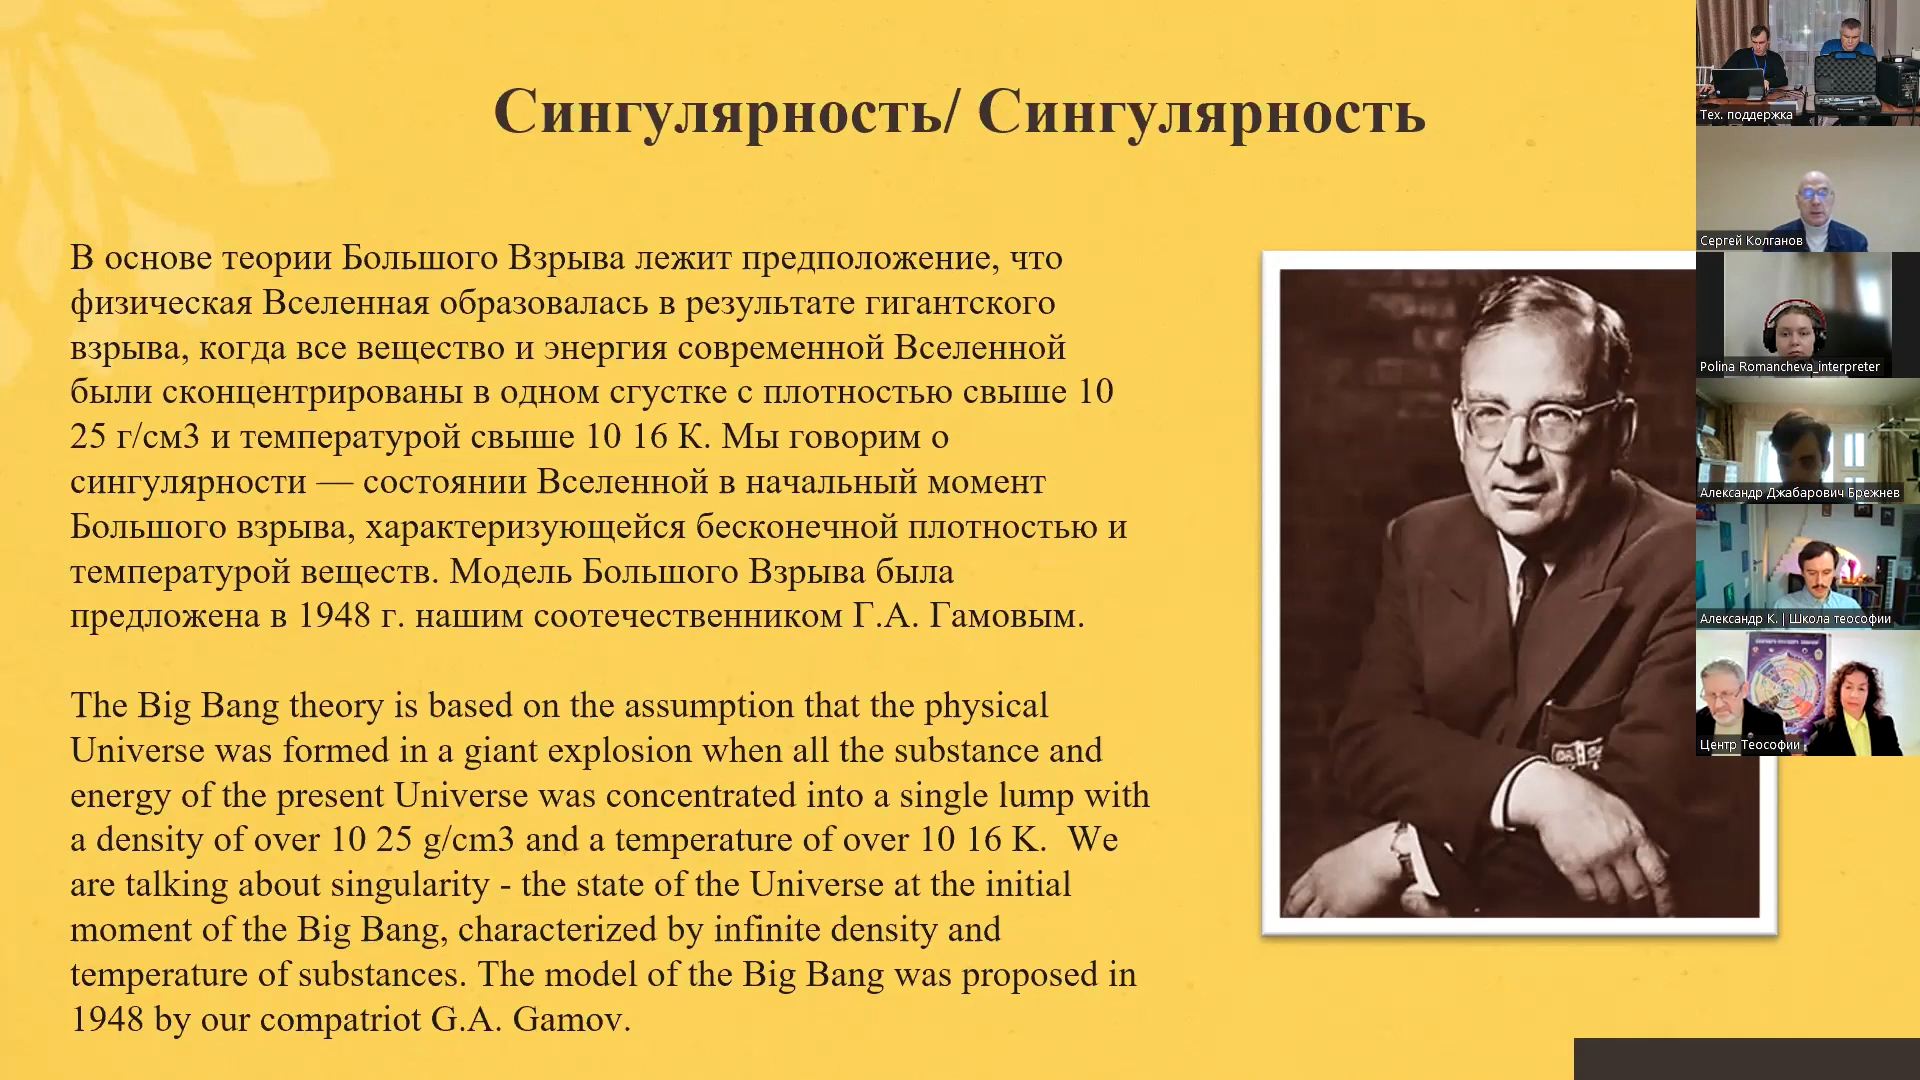 Сингулярность/ Сингулярность
В основе теории Большого Взрыва лежит предположение, что
физическая Вселенная образовалась в результате гигантского
взрыва, когда все вещество и энергия современной Вселенной
были сконцентрированы в одном сгустке с плотностью свыше 10
25 г/см3 и температурой свыше 10 16 К. Мы говорим о
сингулярности — состоянии Вселенной в начальный момент
Большого взрыва, характеризующейся бесконечной плотностью и
температурой веществ. Модель Большого Взрыва была
предложена в 1948 г. нашим соотечественником Г.А. Гамовым.
The Big Bang theory is based on the assumption that the physical
Universe was formed in a giant explosion when all the substance and
energy of the present Universe was concentrated into a single lump with
a density of over 10 25 g/cm3 and a temperature of over 10 16 K.  We
are talking about singularity - the state of the Universe at the initial
moment of the Big Bang, characterized by infinite density and
temperature of substances. The model of the Big Bang was proposed in
1948 by our compatriot G.A. Gamov.
Тех. поддержка
Сергей Колганов
Polina Romancheva_interpreter
Александр Джабарович Брежнев
Александр К. | Школа теософии
Центр Теософии